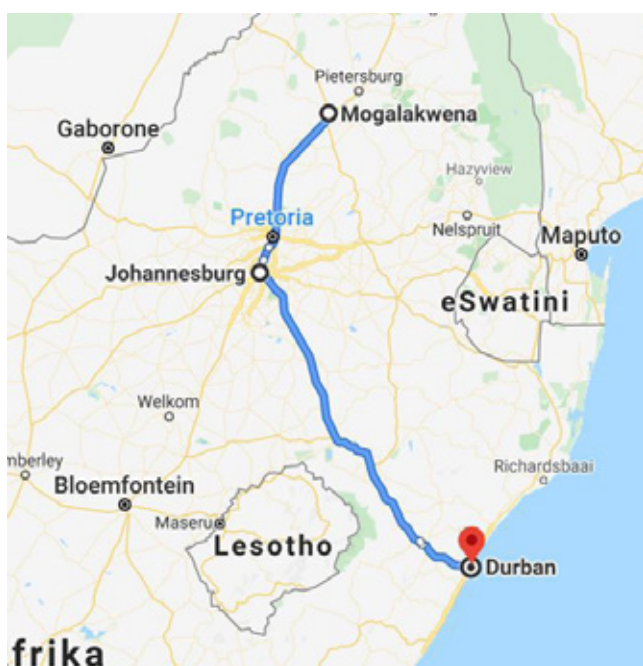 Pietersburg
Mogalakwena
Gaborone
Hazyview
Pretoria
Nelspruit
Maputo
Johannesburg
eSwatini
Welkom
mberley
Richardsbaai
Bloemfontein
Maseru
Lesotho
Durban
frika